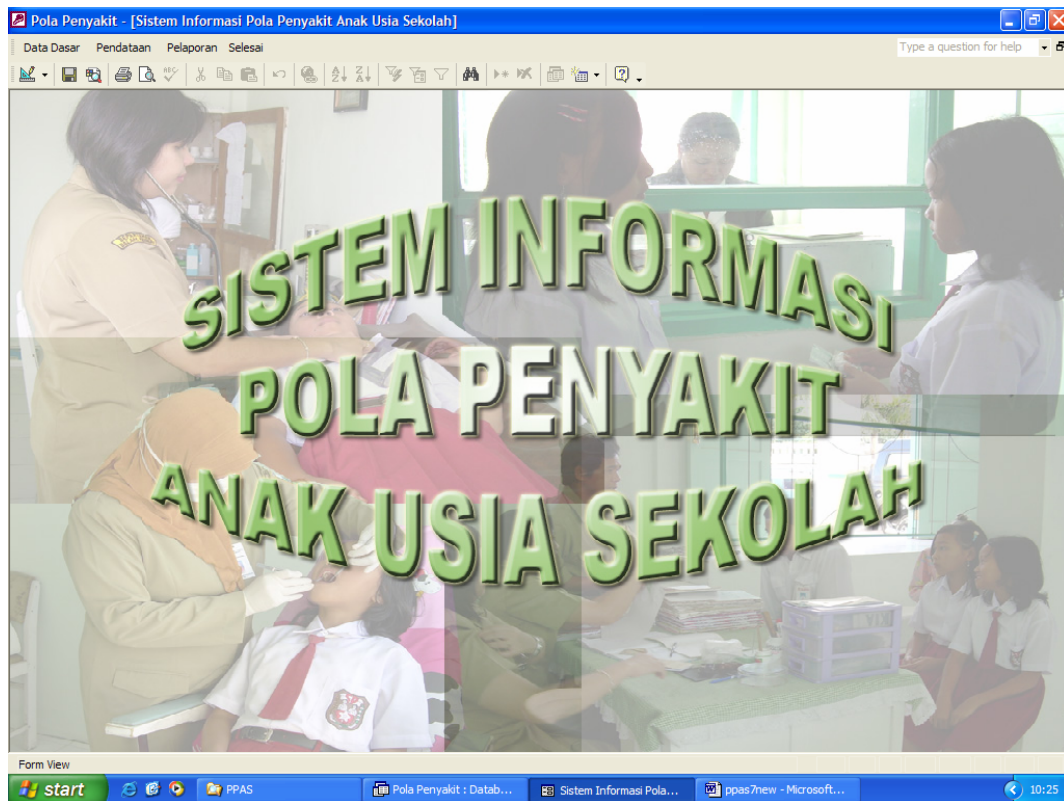 Pola Penyakit - [Sistem Informasi Pola Penyakit Anak Usia Sekolah]
Data Dasar Pendataan Pelaporan Selesai
Type a question for help
SISTEM INFORMASI
POLA PENYAKIT
ANAK USIA SEKOLAH
Form View
start
PPAS
Pola Penyakit : Datab...
Sistem Informasi Pola...
ppas7new - Microsoft...
10:25